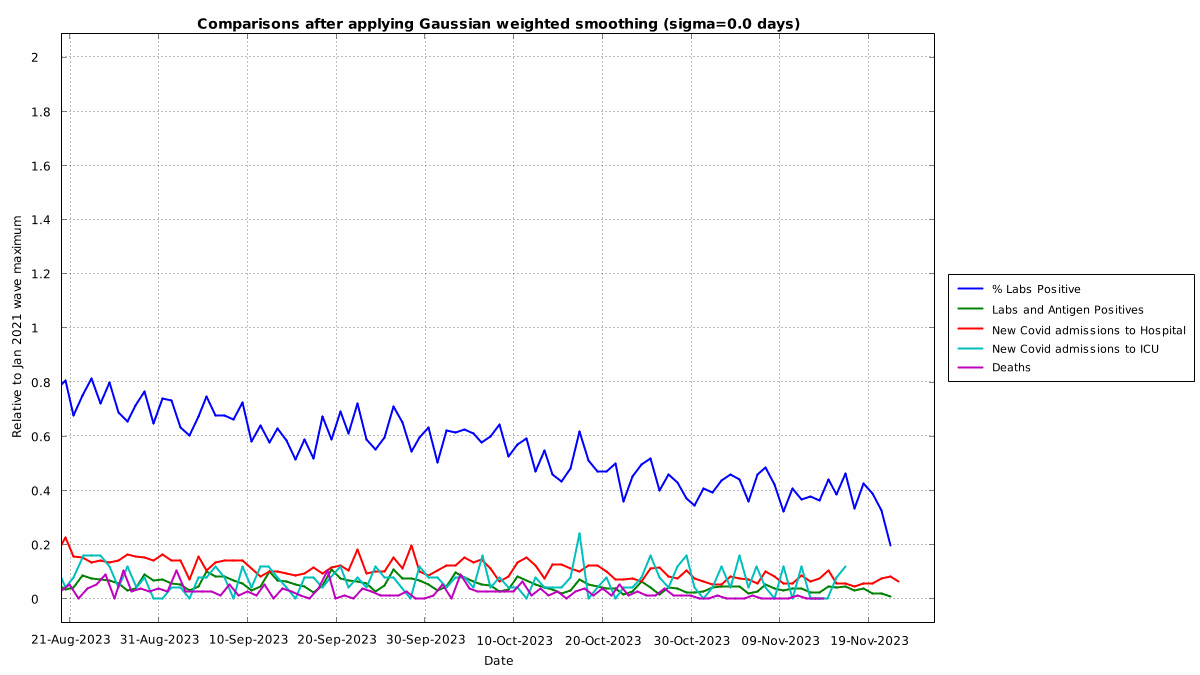 Comparisons after applying Gaussian weighted smoothing (sigma=0.0 days)
Relative to Jan 2021 wave maximum
2
1.8
1.6
1.4
1.2
1
0.8
0.6
0.4
0.2
0
21-Aug-2023 31-Aug-2023 10-Sep-2023 20-Sep-2023 30-Sep-2023 10-Oct-2023 20-Oct-2023 30-Oct-2023 09-Nov-2023 19-Nov-2023
Date
% Labs Positive
Labs and Antigen Positives
New Covid admissions to Hospital
New Covid admissions to ICU
Deaths